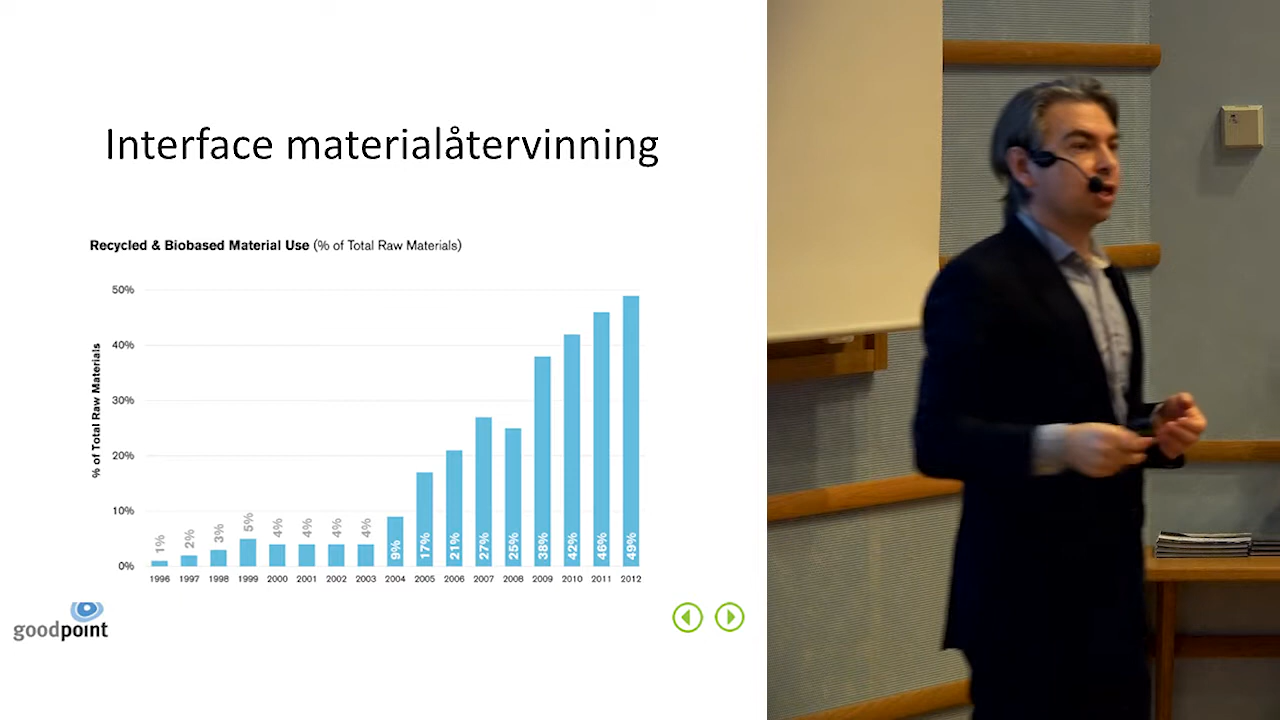 Interface materialåtervinning
Recycled & Biobased Material Use (% of Total Raw Materials)
% of Total Raw Materials
50%
40%
30%
20%
10%
0%
1% 2% 3% 5% 4% 4% 4% 4% 9% 17% 21% 27% 25% 38% 42% 46% 49%
1996 1997 1998 1999 2000 2001 2002 2003 2004 2005 2006 2007 2008 2009 2010 2011 2012
goodpoint